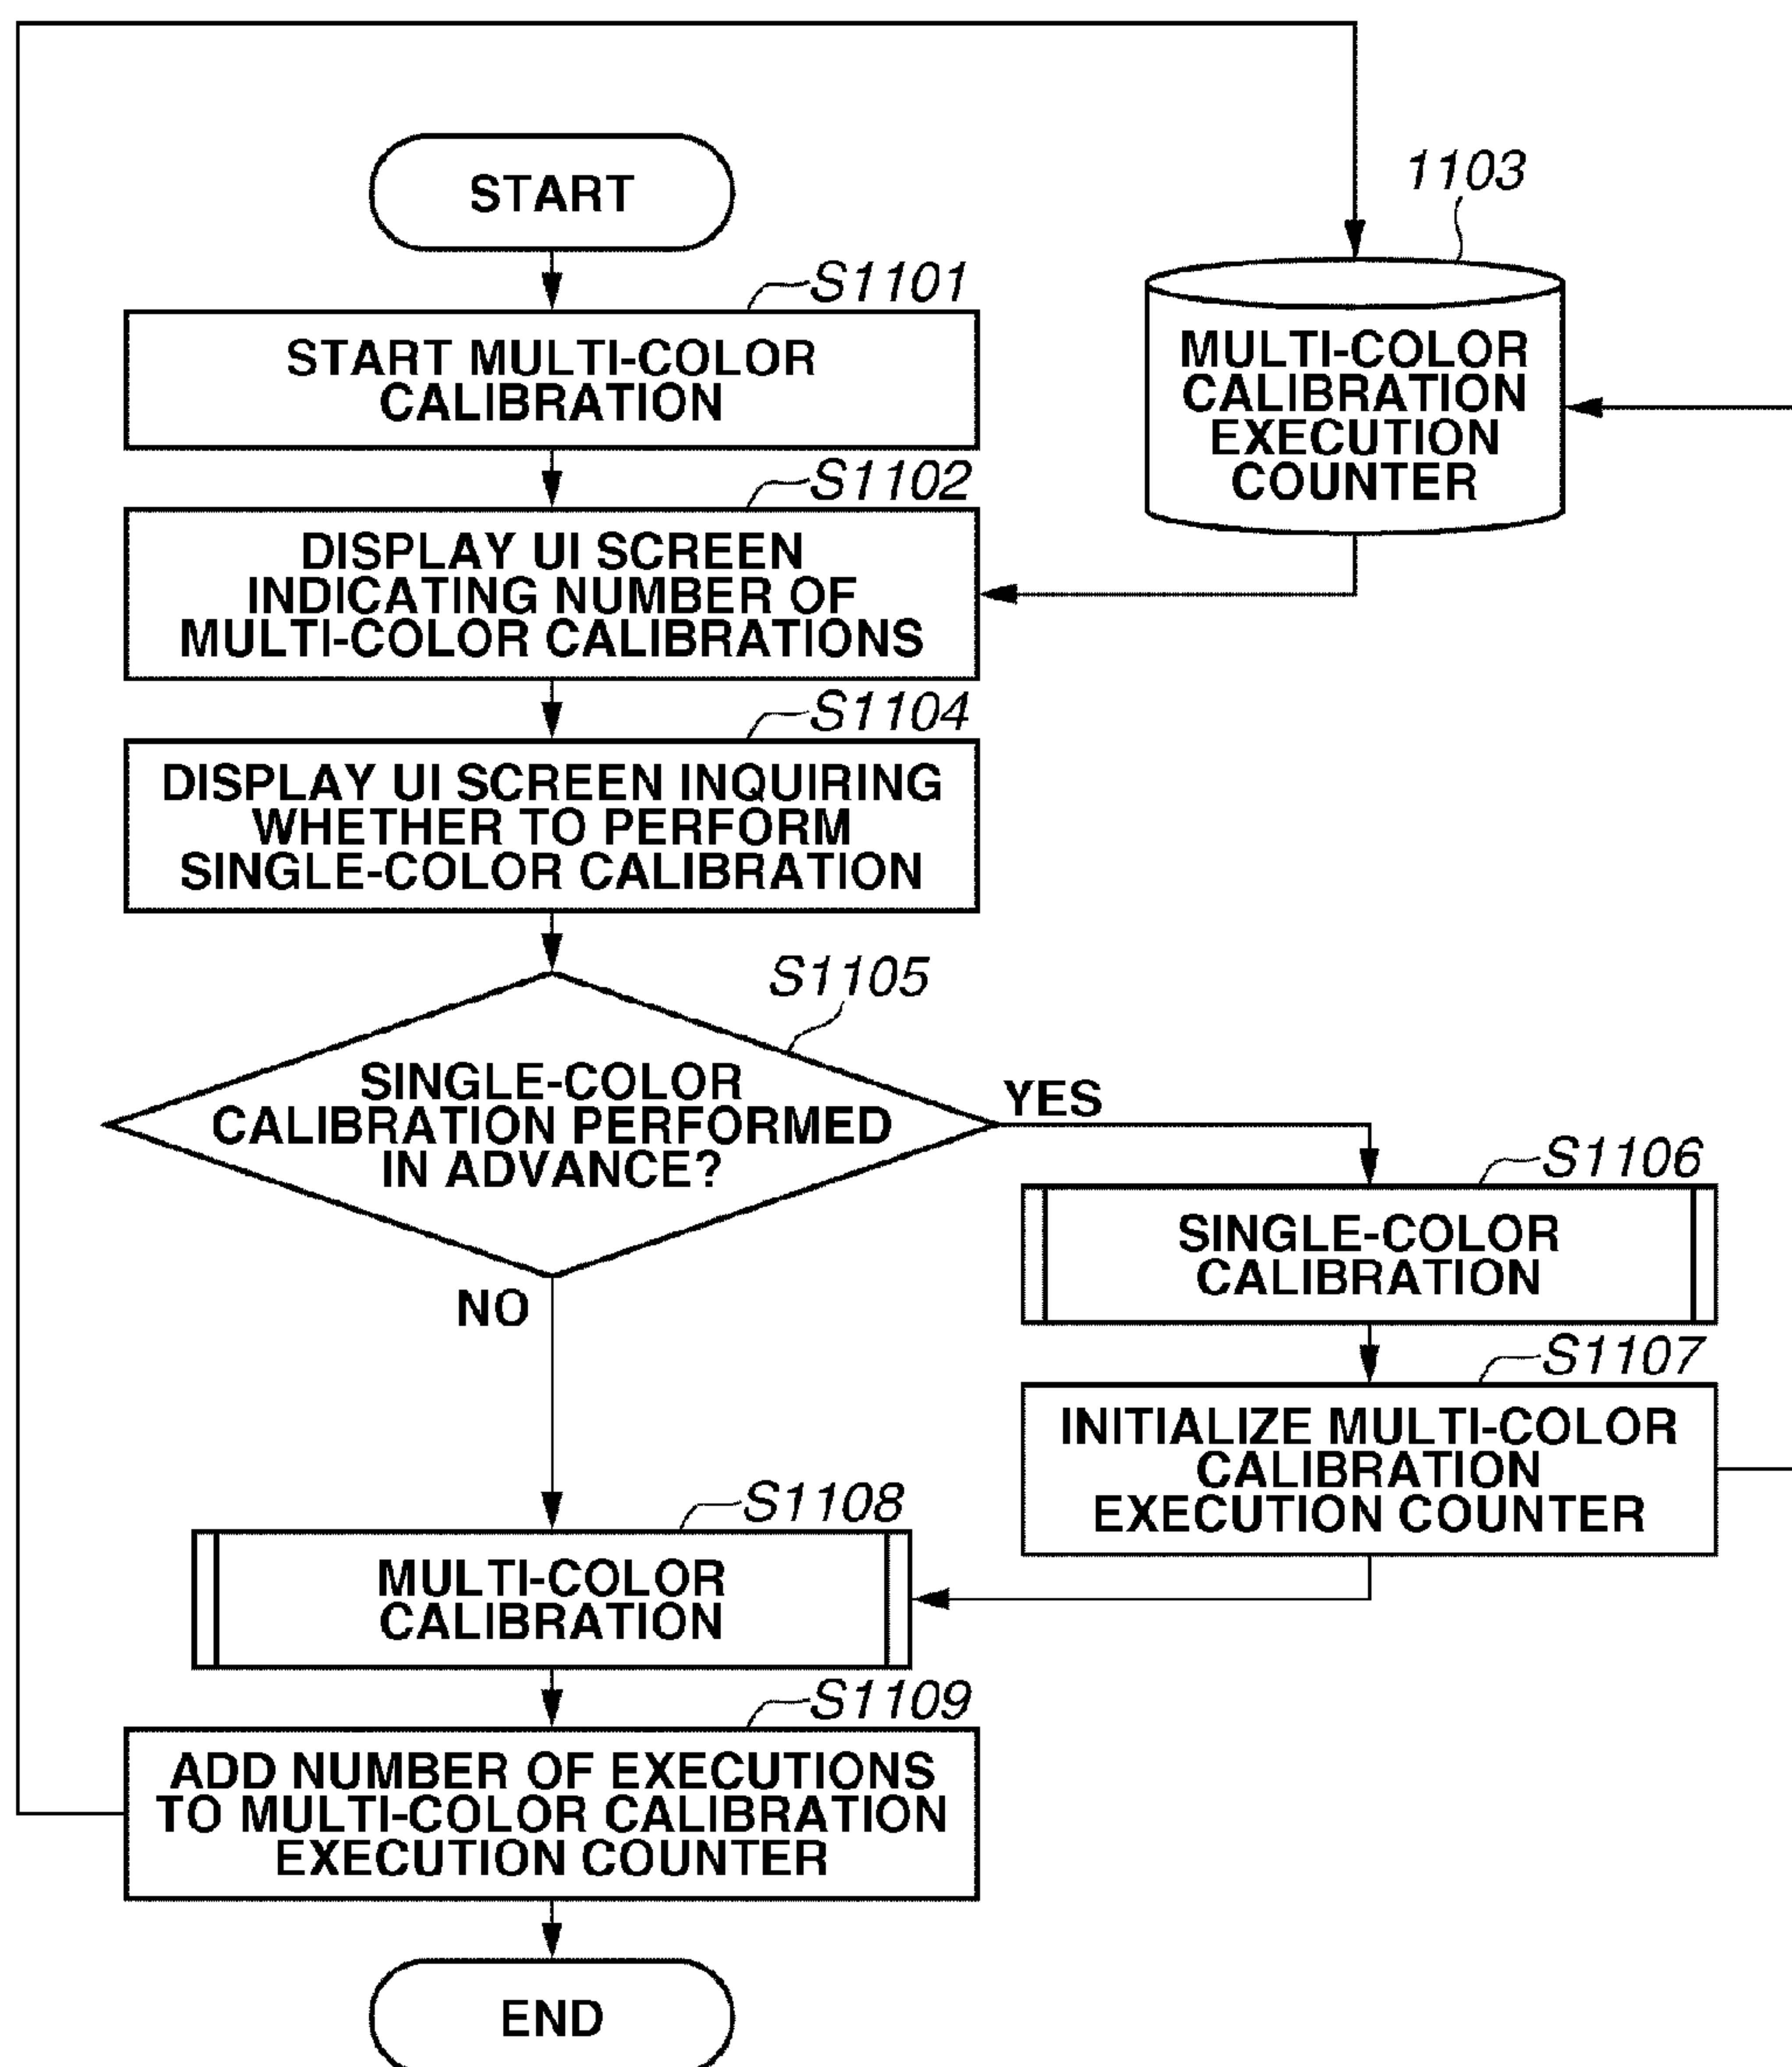 START
1103
S1101
START MULTI-COLOR
CALIBRATION
MULTI-COLOR
CALIBRATION
EXECUTION
COUNTER
S1102
DISPLAY UI SCREEN
INDICATING NUMBER OF
MULTI-COLOR CALIBRATIONS
S1104
DISPLAY UI SCREEN INQUIRING
WHETHER TO PERFORM
SINGLE-COLOR CALIBRATION
S1105
SINGLE-COLOR
CALIBRATION PERFORMED
IN ADVANCE?
YES
NO
S1106
SINGLE-COLOR
CALIBRATION
S1107
INITIALIZE MULTI-COLOR
CALIBRATION
EXECUTION COUNTER
S1108
MULTI-COLOR
CALIBRATION
S1109
ADD NUMBER OF EXECUTIONS
TO MULTI-COLOR CALIBRATION
EXECUTION COUNTER
END